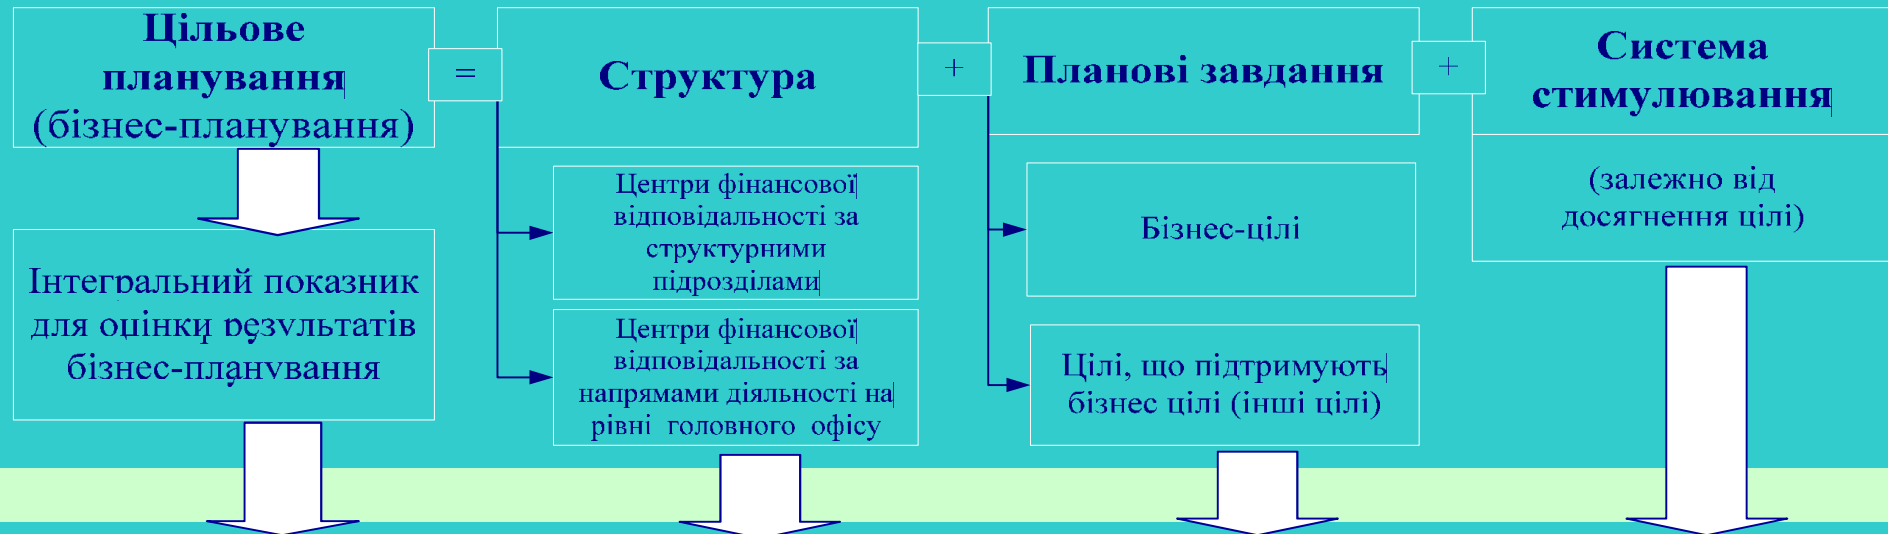 Цільове
планування
(бізнес-планування)
=
Структура
+
Планові завдання
+
Система
стимулювання
(залежно від
досягнення цілі)
Інтегральний показник
для оцінки результатів
бізнес-планування
Центри фінансової
відповідальності за
структурними
підрозділами
Центри фінансової
відповідальності за
напрямами діяльності на
рівні головного офісу
Бізнес-цілі
Цілі, що підтримують
бізнес цілі (інші цілі)